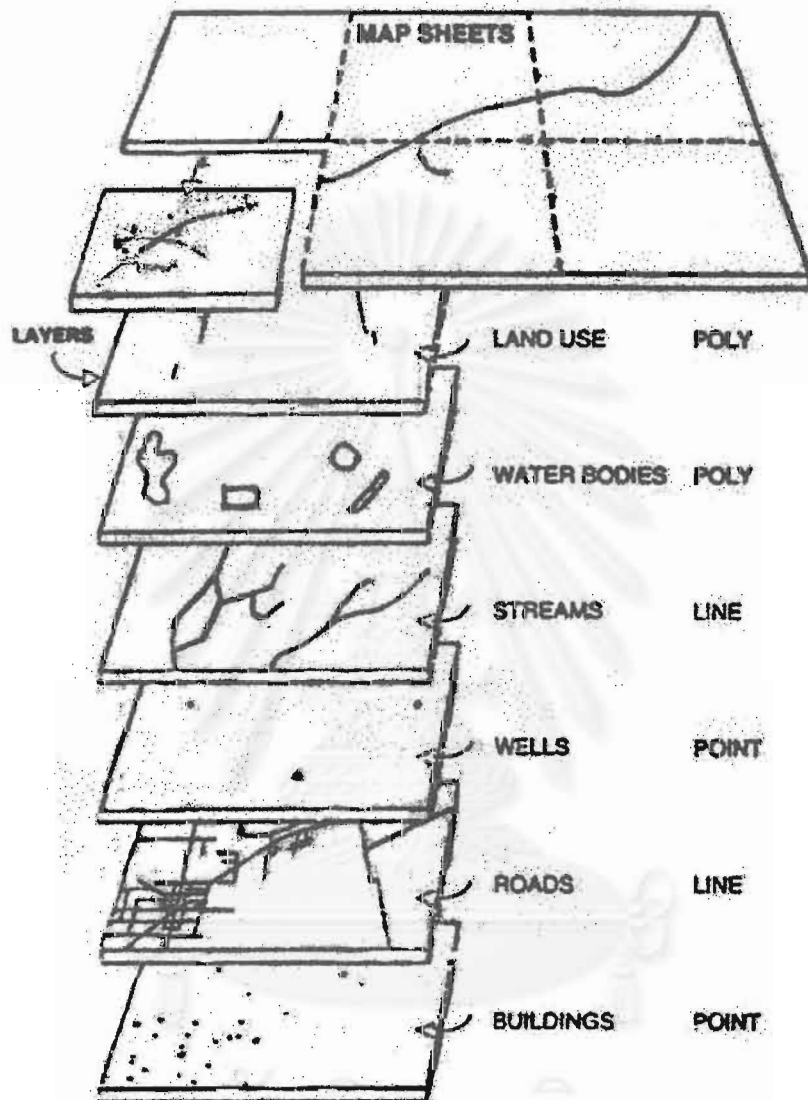 MAP SHEETS
LAYERS
LAND USE POLY
WATER BODIES POLY
STREAMS LINE
WELLS POINT
ROADS LINE
BUILDINGS POINT